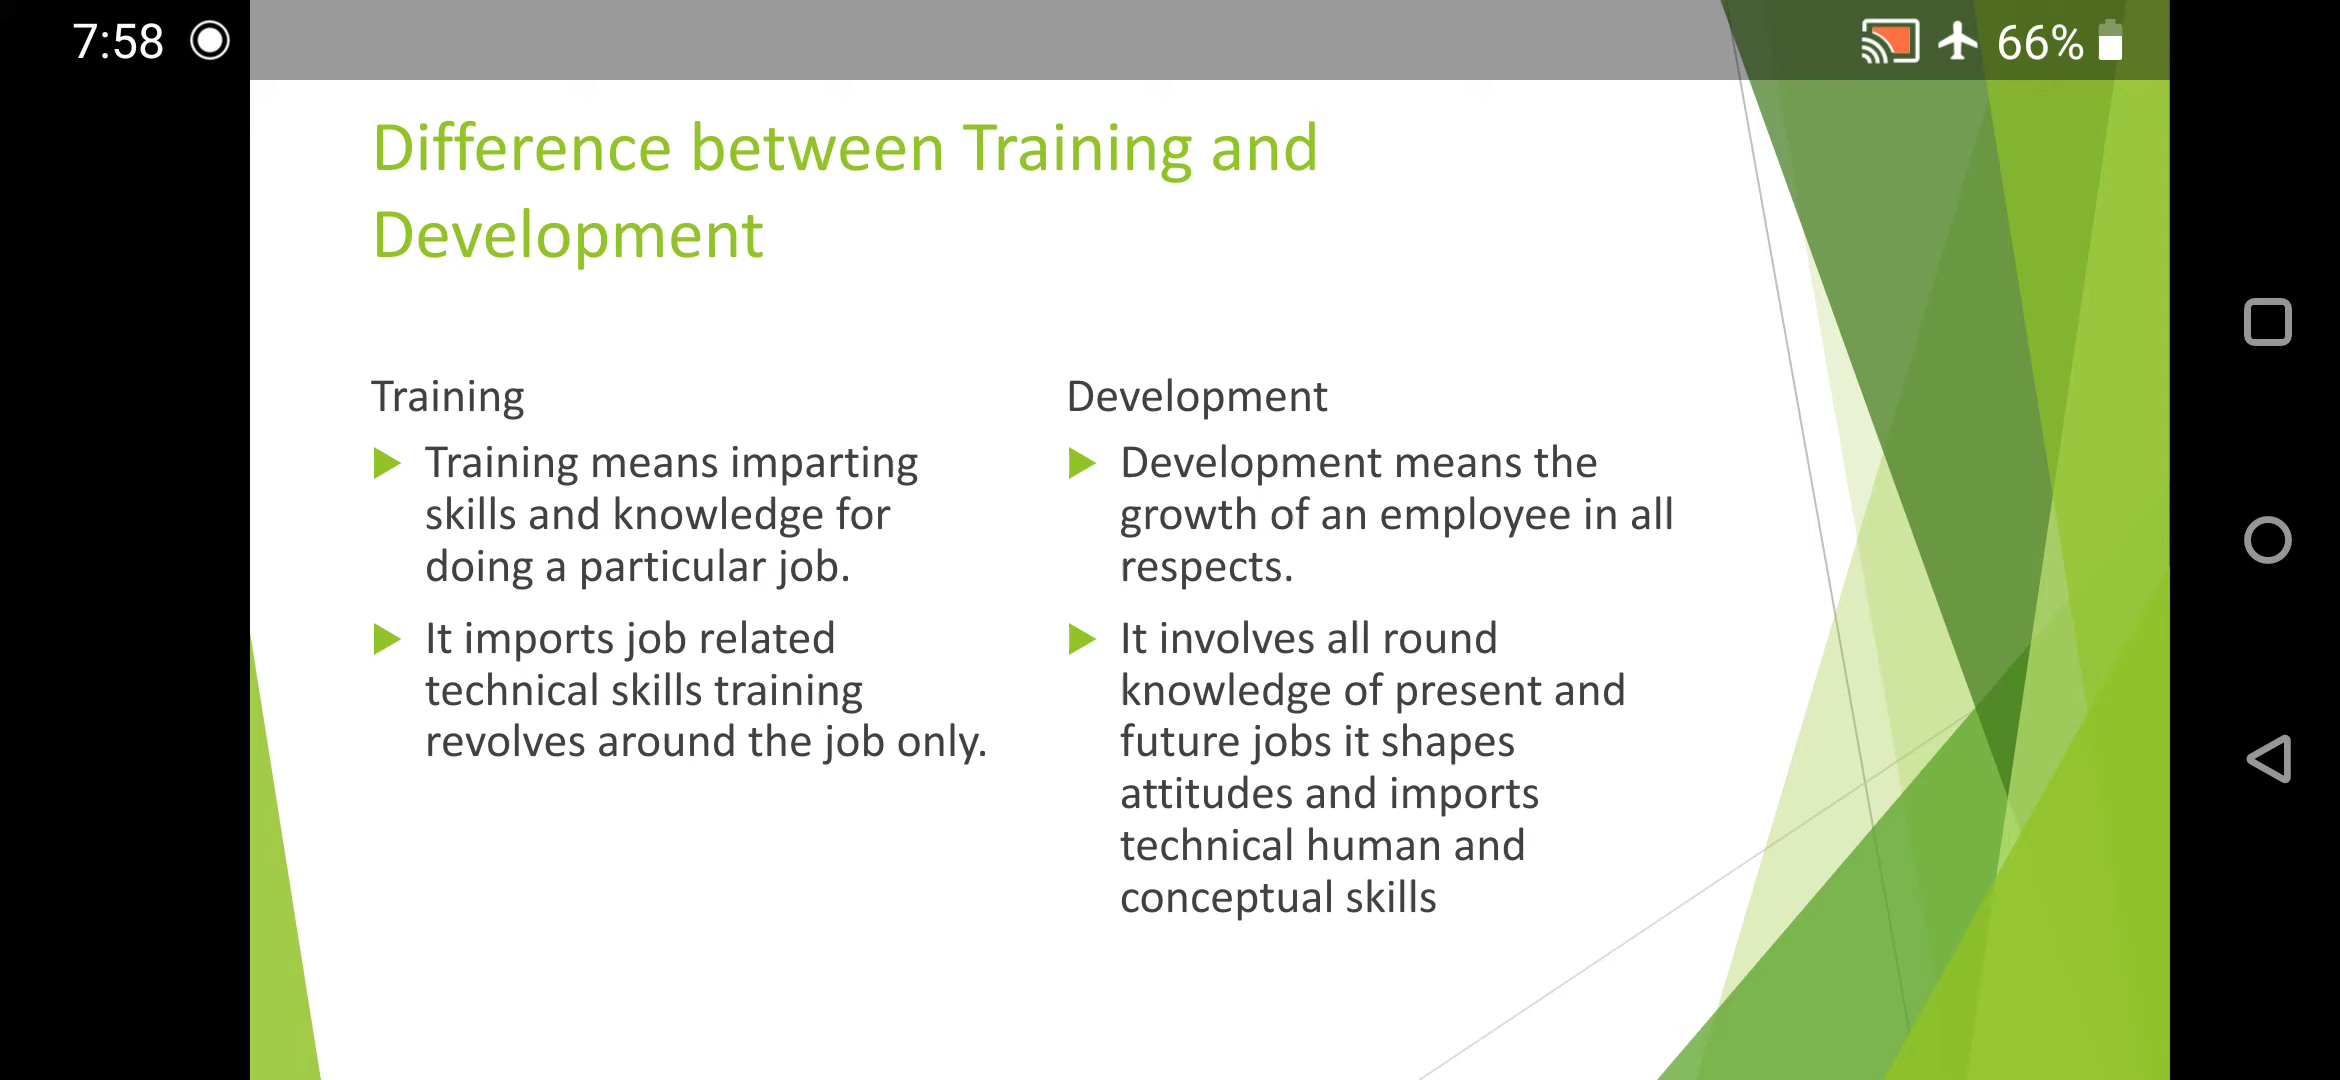 7:58
66%
Difference between Training and
Development
Training
Training means imparting
skills and knowledge for
doing a particular job.
It imports job related
technical skills training
revolves around the job only.
Development
Development means the
growth of an employee in all
respects.
It involves all round
knowledge of present and
future jobs it shapes
attitudes and imports
technical human and
conceptual skills